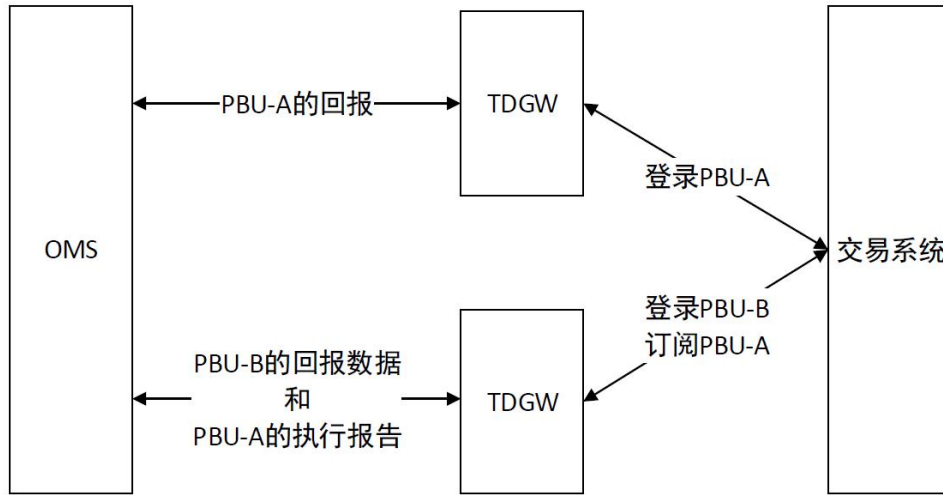 PBU-A的回报
TDGW
登录PBU-A
OMS
交易系统
登录PBU-B
订阅PBU-A
PBU-B的回报数据
和
PBU-A的执行报告
TDGW